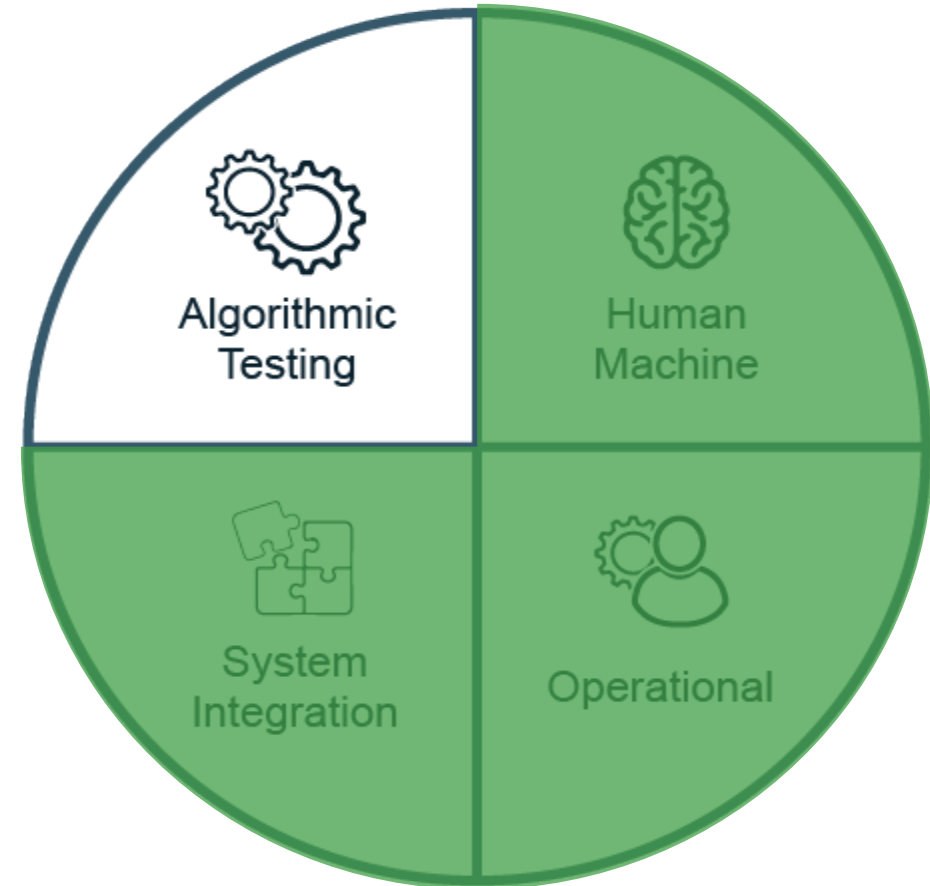 Algorithmic
Testing
Human
Machine
System
Integration
Operational